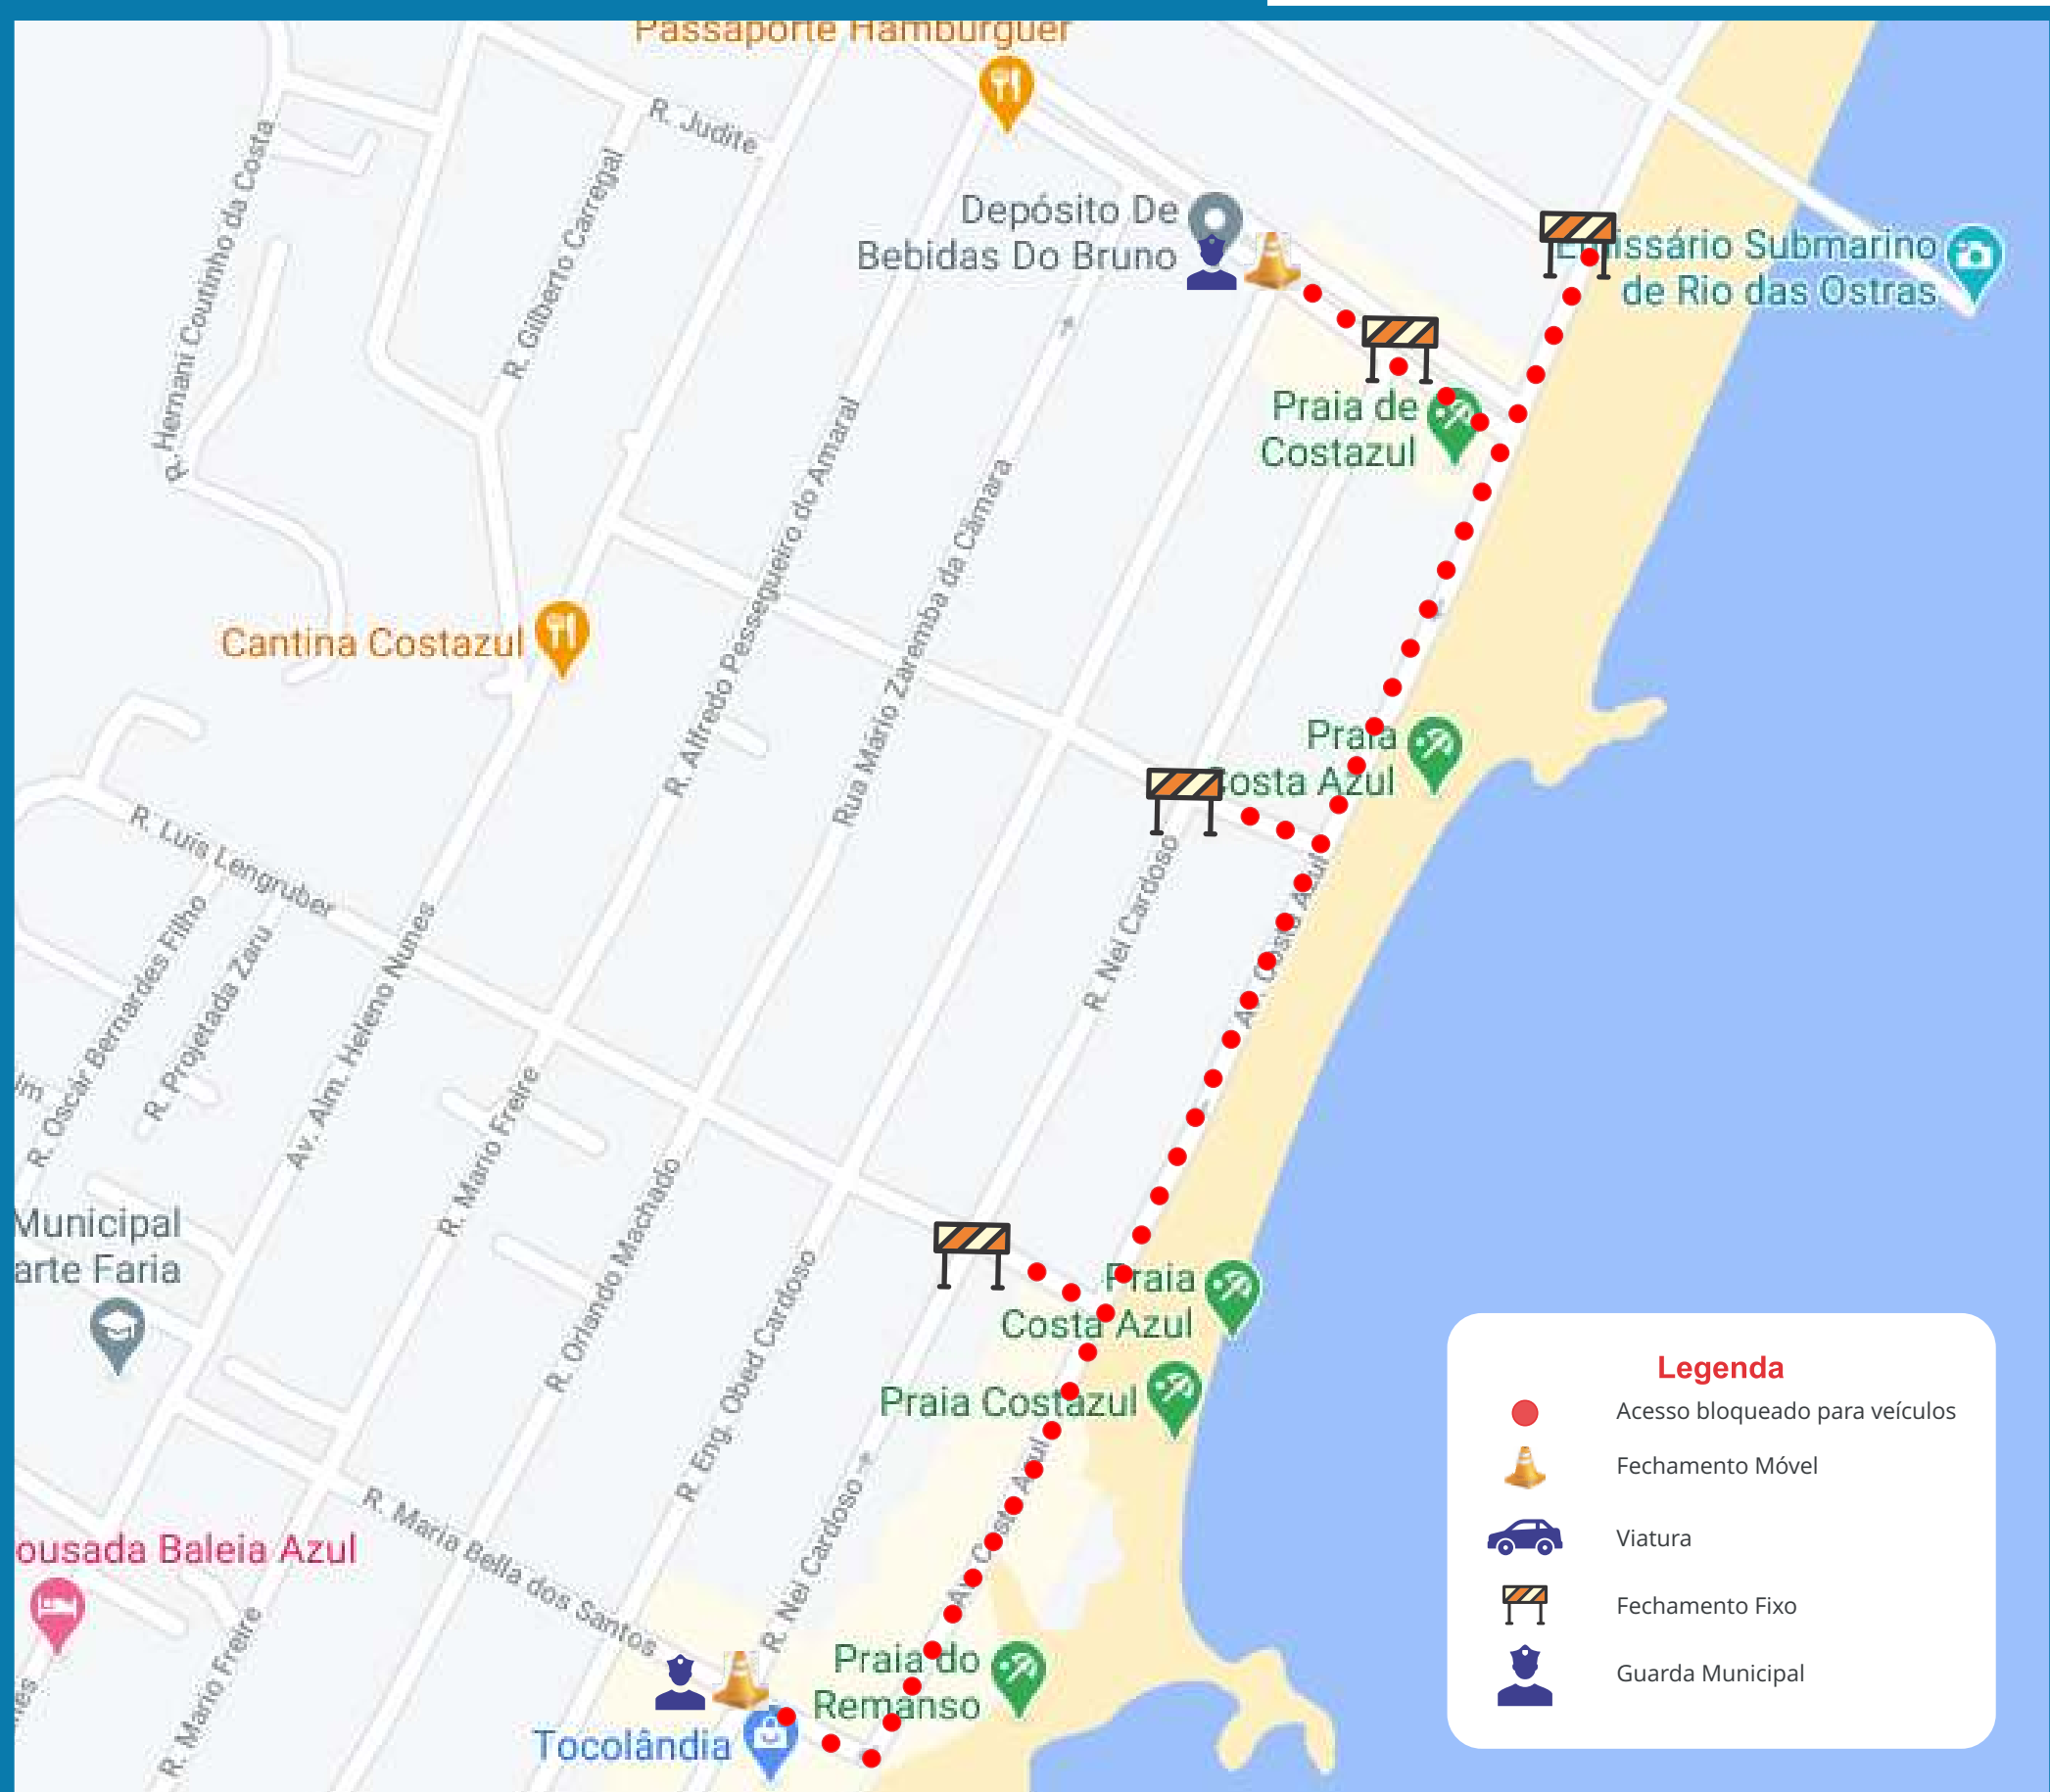 Passaporte Hamburguer
R. Judite
R. Hernani Coutinho da Costa
R. Gilberto Carregal
Depósito De
Bebidas Do Bruno
Emissário Submarino
de Rio das Ostras
Praia de
Costazul
R. Alfredo Pessegueiro do Amaral
Rua Mário Zaremba da Câmara
Cantina Costazul
Praia
Costa Azul
R. Luís Lengruber
R. Oscar Bernardes Filho
R. Projetada Zaru
Av. Alm. Heleno Nunes
R. Nei Cardoso
Av. Costa Azul
R. Mario Freire
R. Orlando Machado
R. Eng. Obed Cardoso
Municipal
arte Faria
Praia
Costa Azul
Praia Costazul
R. Nei Cardoso
Av. Costa Azul
R. Maria Bella dos Santos
ousada Baleia Azul
R. Mario Freire
Praia do
Remanso
Tocolândia
Legenda
Acesso bloqueado para veículos
Fechamento Móvel
Viatura
Fechamento Fixo
Guarda Municipal